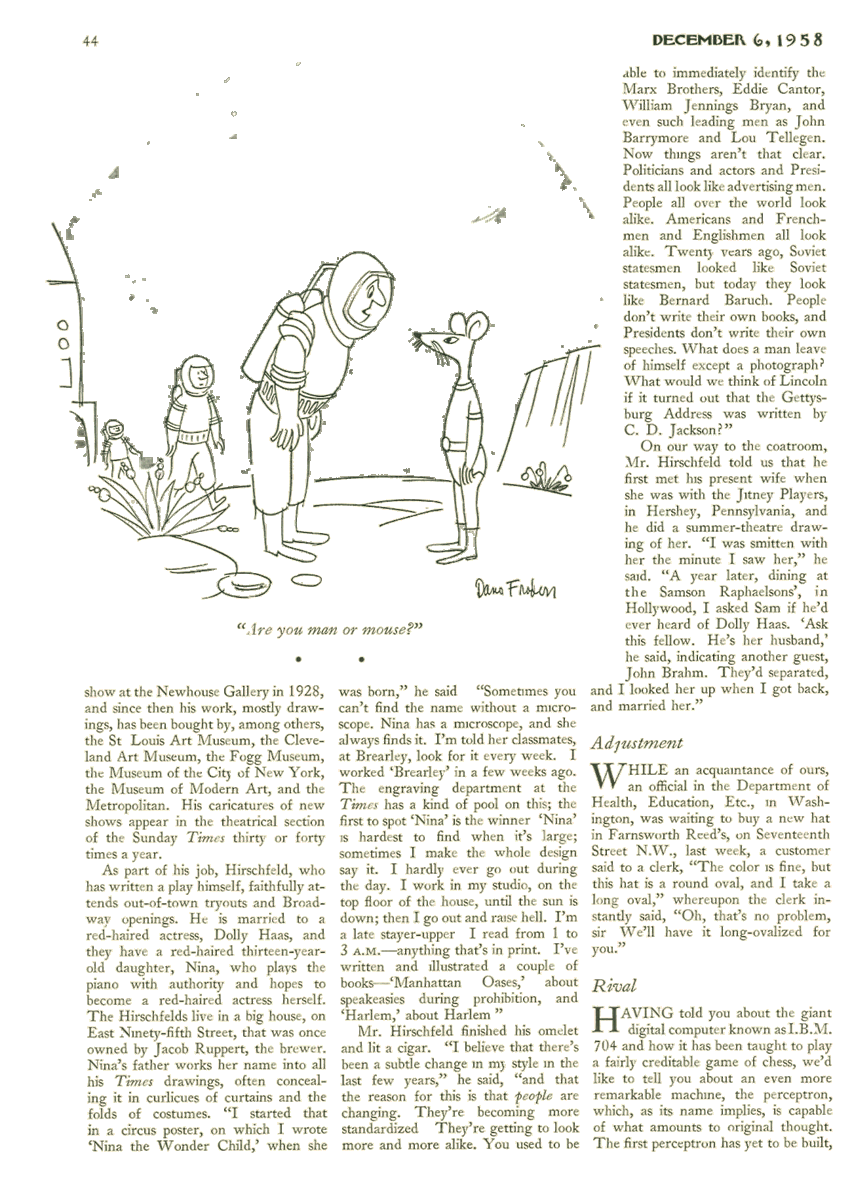 44
DECEMBER 6, 1958
Dana Fradon
"Are you man or mouse?"
show at the Newhouse Gallery in 1928,
and since then his work, mostly draw-
ings, has been bought by, among others,
the St Louis Art Museum, the Cleve-
land Art Museum, the Fogg Museum,
the Museum of the City of New York,
the Museum of Modern Art, and the
Metropolitan. His caricatures of new
shows appear in the theatrical section
of the Sunday Times thirty or forty
times a year.
As part of his job, Hirschfeld, who
has written a play himself, faithfully at-
tends out-of-town tryouts and Broad-
way openings. He is married to a
red-haired actress, Dolly Haas, and
they have a red-haired thirteen-year-
old daughter, Nina, who plays the
piano with authority and hopes to
become a red-haired actress herself.
The Hirschfelds live in a big house, on
East Ninety-fifth Street, that was once
owned by Jacob Ruppert, the brewer.
Nina's father works her name into all
his Times drawings, often conceal-
ing it in curlicues of curtains and the
folds of costumes. "I started that
in a circus poster, on which I wrote
'Nina the Wonder Child,' when she
was born," he said "Sometimes you
can't find the name without a micro-
scope. Nina has a microscope, and she
always finds it. I'm told her classmates,
at Brearley, look for it every week. I
worked 'Brearley' in a few weeks ago.
The engraving department at the
Times has a kind of pool on this; the
first to spot 'Nina' is the winner 'Nina'
is hardest to find when it's large;
sometimes I make the whole design
say it. I hardly ever go out during
the day. I work in my studio, on the
top floor of the house, until the sun is
down; then I go out and raise hell. I'm
a late stayer-upper I read from 1 to
3 A.M.—anything that's in print. I've
written and illustrated a couple of
books—'Manhattan Oases,' about
speakeasies during prohibition, and
'Harlem,' about Harlem "
Mr. Hirschfeld finished his omelet
and lit a cigar. "I believe that there's
been a subtle change in my style in the
last few years," he said, "and that
the reason for this is that people are
changing. They're becoming more
standardized They're getting to look
more and more alike. You used to be
able to immediately identify the
Marx Brothers, Eddie Cantor,
William Jennings Bryan, and
even such leading men as John
Barrymore and Lou Tellegen.
Now things aren't that clear.
Politicians and actors and Presi-
dents all look like advertising men.
People all over the world look
alike. Americans and French-
men and Englishmen all look
alike. Twenty years ago, Soviet
statesmen looked like Soviet
statesmen, but today they look
like Bernard Baruch. People
don't write their own books, and
Presidents don't write their own
speeches. What does a man leave
of himself except a photograph?
What would we think of Lincoln
if it turned out that the Gettys-
burg Address was written by
C. D. Jackson?"
On our way to the coatroom,
Mr. Hirschfeld told us that he
first met his present wife when
she was with the Jitney Players,
in Hershey, Pennsylvania, and
he did a summer-theatre draw-
ing of her. "I was smitten with
her the minute I saw her," he
said. "A year later, dining at
the Samson Raphaelsons', in
Hollywood, I asked Sam if he'd
ever heard of Dolly Haas. 'Ask
this fellow. He's her husband,'
he said, indicating another guest,
John Brahm. They'd separated,
and I looked her up when I got back,
and married her."
Adjustment
WHILE an acquaintance of ours,
an official in the Department of
Health, Education, Etc., in Wash-
ington, was waiting to buy a new hat
in Farnsworth Reed's, on Seventeenth
Street N.W., last week, a customer
said to a clerk, "The color is fine, but
this hat is a round oval, and I take a
long oval," whereupon the clerk in-
stantly said, "Oh, that's no problem,
sir We'll have it long-ovalized for
you."
Rival
HAVING told you about the giant
digital computer known as I.B.M.
704 and how it has been taught to play
a fairly creditable game of chess, we'd
like to tell you about an even more
remarkable machine, the perceptron,
which, as its name implies, is capable
of what amounts to original thought.
The first perceptron has yet to be built,